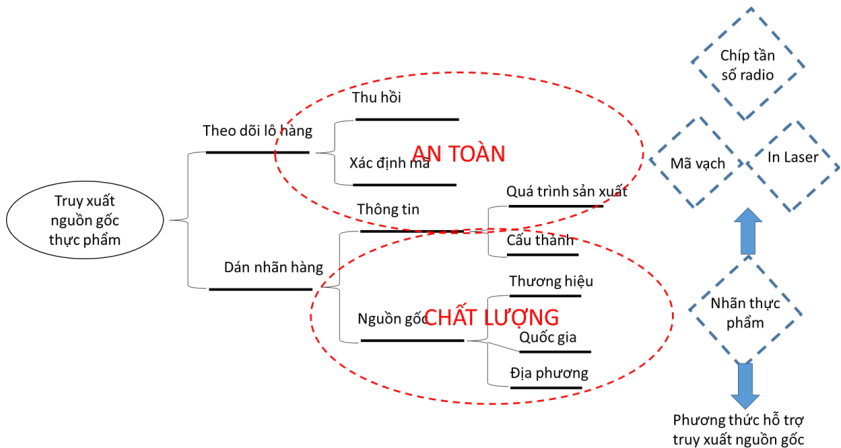 Truy xuất
nguồn gốc
thực phẩm
Theo dõi lô hàng
Thu hồi
Xác định mã
AN TOÀN
Dán nhãn hàng
Thông tin
Quá trình sản xuất
Cấu thành
Nguồn gốc
CHẤT LƯỢNG
Thương hiệu
Quốc gia
Địa phương
Chíp tần
số radio
Mã vạch
In Laser
Nhãn thực
phẩm
Phương thức hỗ trợ
truy xuất nguồn gốc